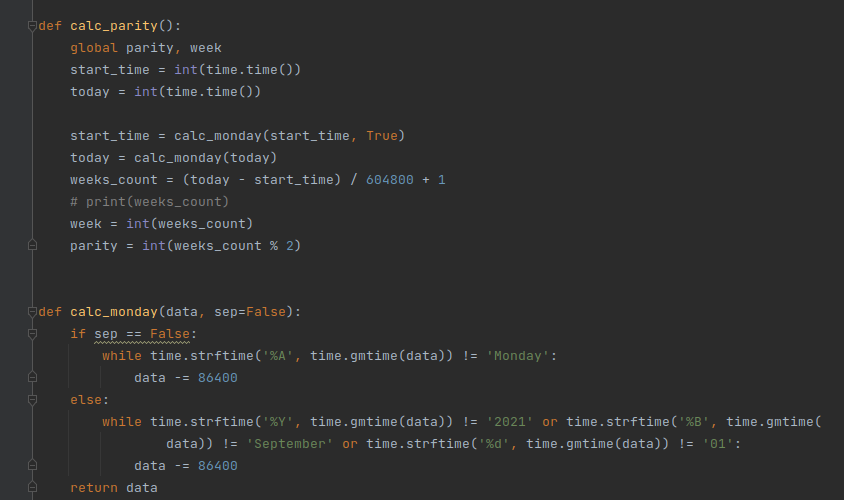 def calc_parity():
    global parity, week
    start_time = int(time.time())
    today = int(time.time())

    start_time = calc_monday(start_time, True)
    today = calc_monday(today)
    weeks_count = (today - start_time) / 604800 + 1
    # print(weeks_count)
    week = int(weeks_count)
    parity = int(weeks_count % 2)


def calc_monday(data, sep=False):
    if sep == False:
        while time.strftime('%A', time.gmtime(data)) != 'Monday':
            data -= 86400
    else:
        while time.strftime('%Y', time.gmtime(data)) != '2021' or time.strftime('%B', time.gmtime(
                data)) != 'September' or time.strftime('%d', time.gmtime(data)) != '01':
            data -= 86400
    return data